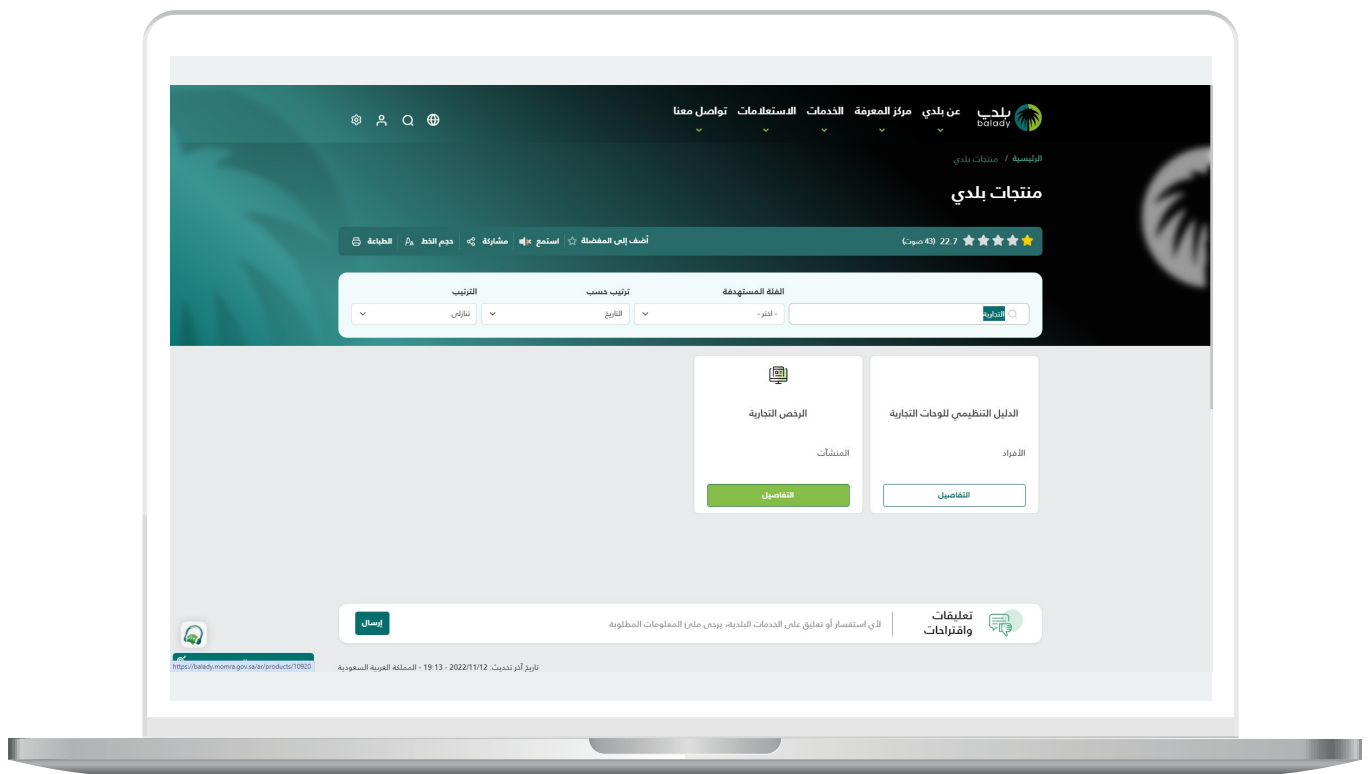 بلدي
balady
عن بلدي مركز المعرفة الخدمات الاستعلامات تواصل معنا
الرئيسية / منتجات بلدي
منتجات بلدي
22.7 (43 صوت)
أضف إلى المفضلة استمع مشاركة حجم الخط الطباعة
الفئة المستهدفة ترتيب حسب الترتيب
التجارية - اختر - التاريخ تنازلي
الدليل التنظيمي للوحات التجارية
الأفراد
التفاصيل
الرخص التجارية
المنشآت
التفاصيل
تعليقات
واقتراحات
لأي استفسار أو تعليق على الخدمات البلدية، يرجى ملئ المعلومات المطلوبة
إرسال
https://balady.momra.gov.sa/ar/products/10920
تاريخ آخر تحديث: 2022/11/12 - 19:13 - المملكة العربية السعودية